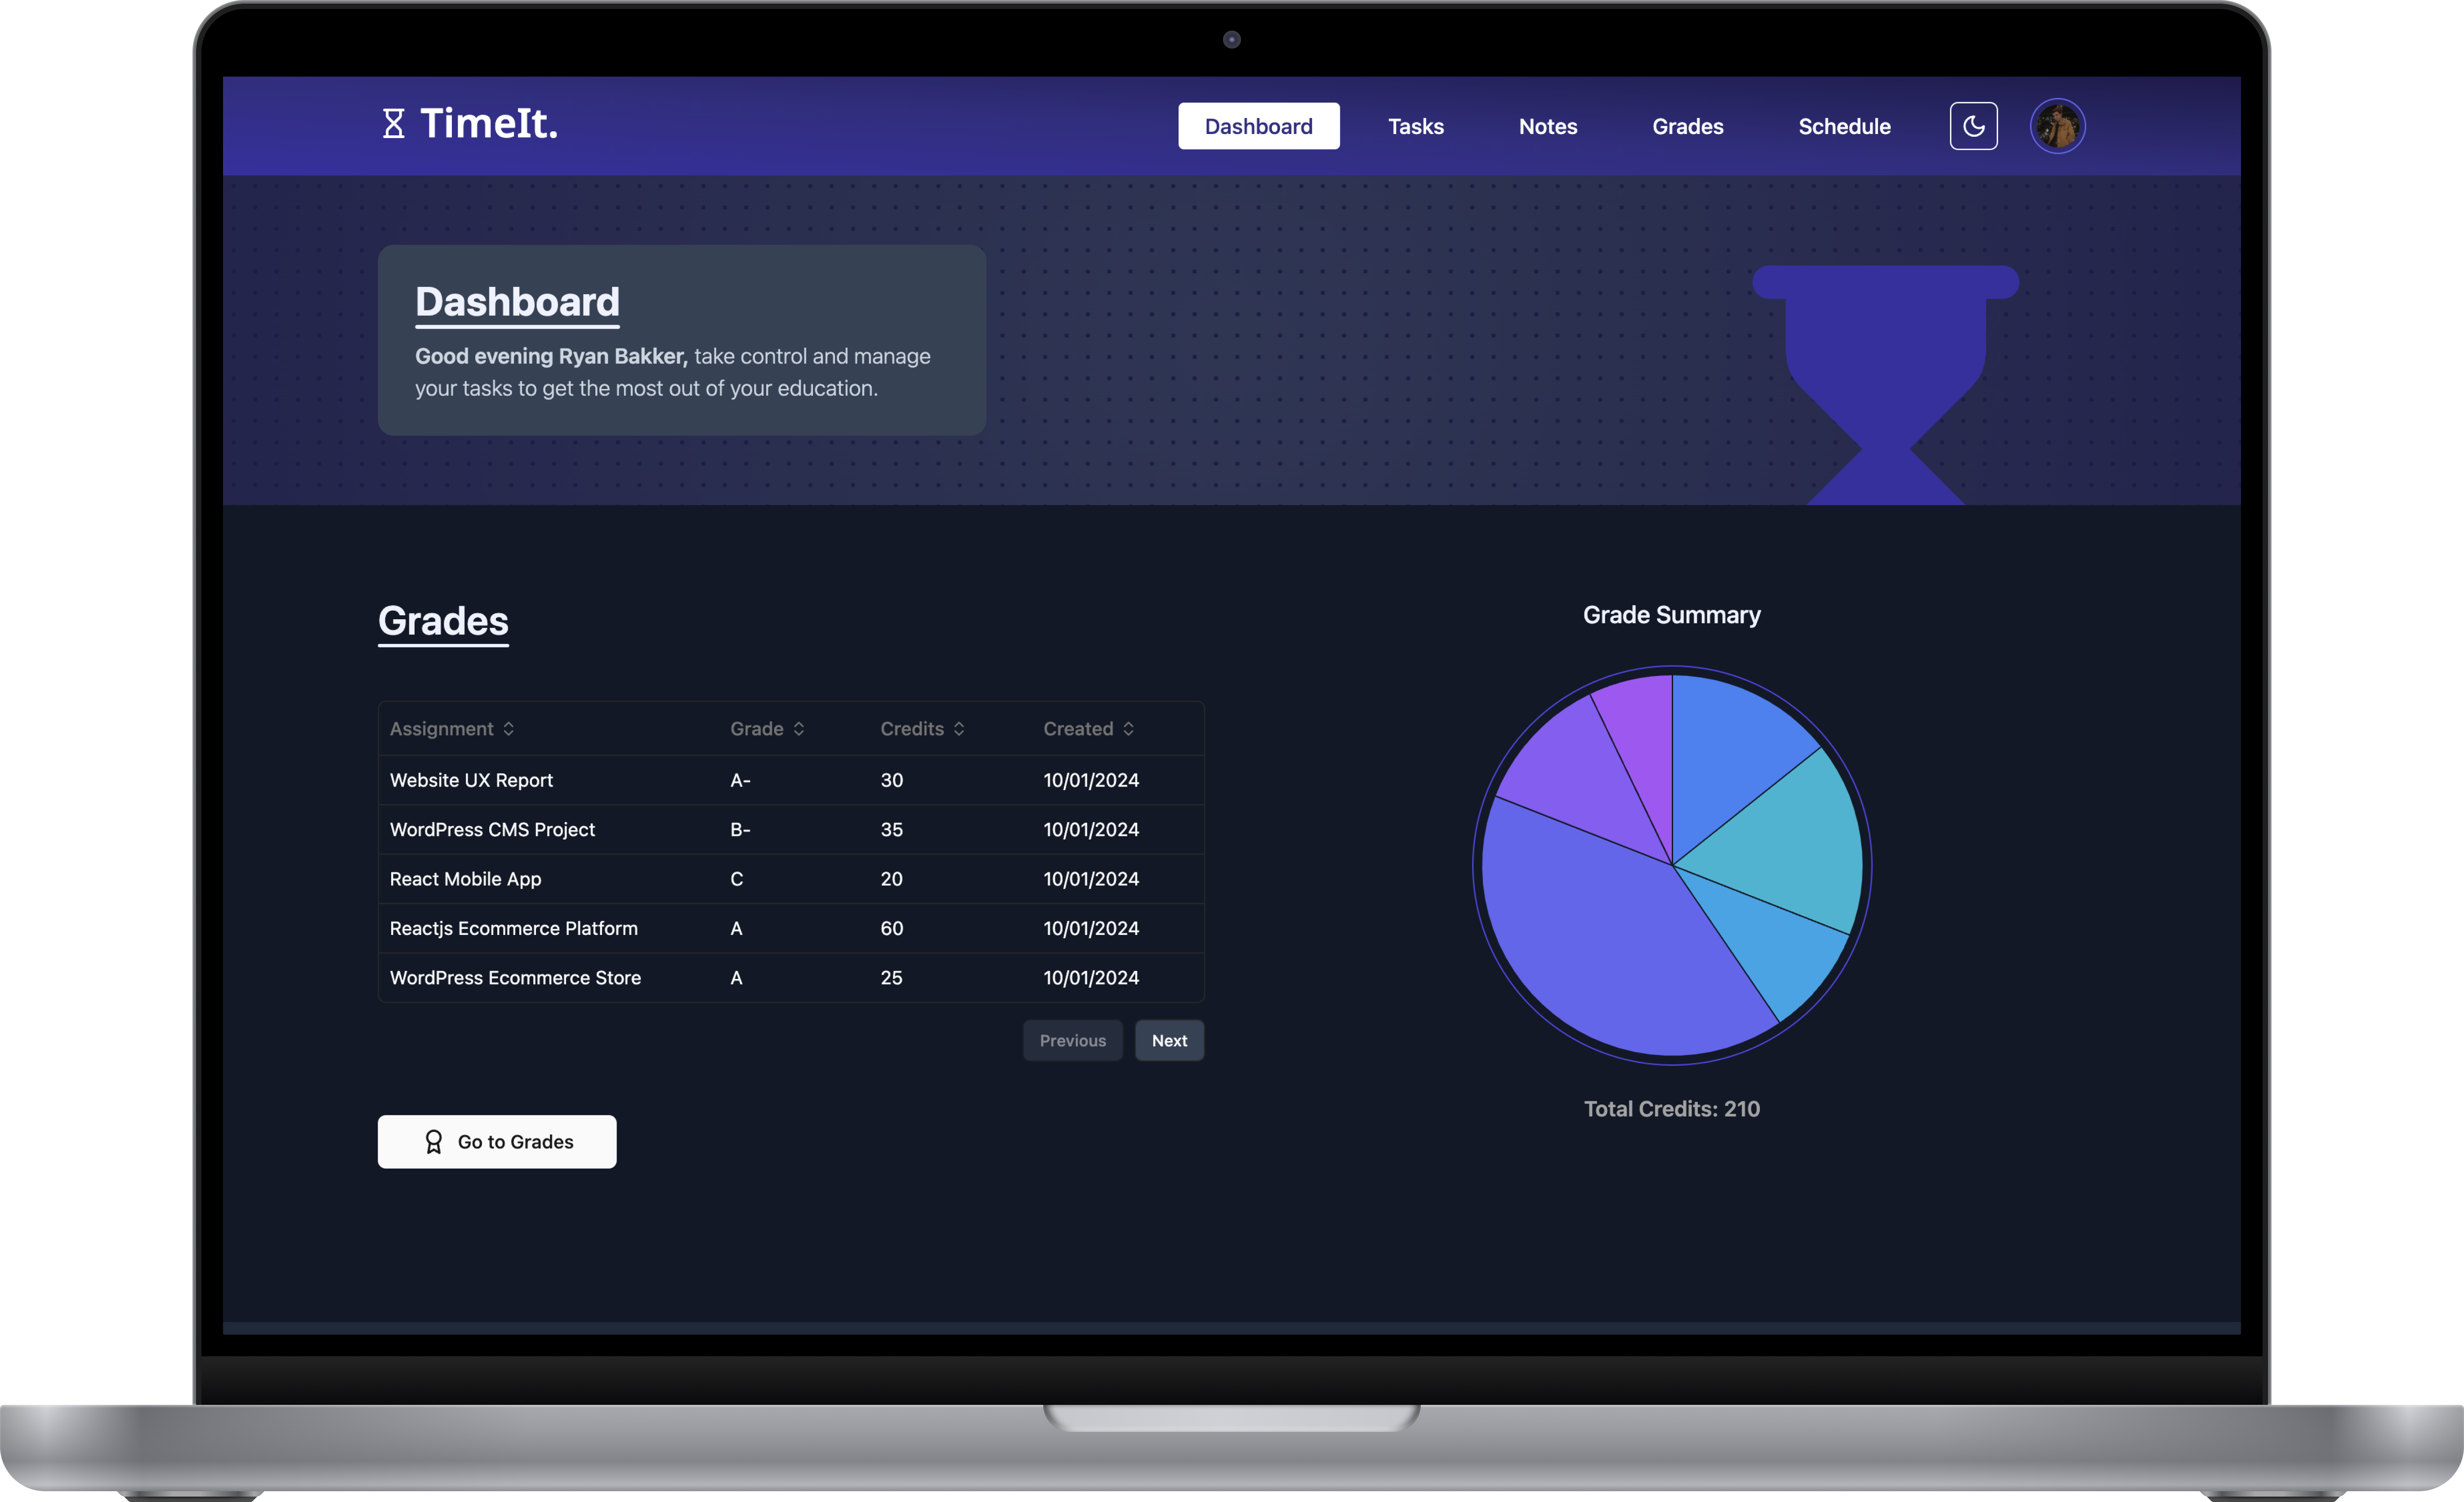 TimeIt.
Dashboard Tasks Notes Grades Schedule
Dashboard
Good evening Ryan Bakker, take control and manage
your tasks to get the most out of your education.
Grades
Assignment Grade Credits Created
Website UX Report A- 30 10/01/2024
WordPress CMS Project B- 35 10/01/2024
React Mobile App C 20 10/01/2024
Reactjs Ecommerce Platform A 60 10/01/2024
WordPress Ecommerce Store A 25 10/01/2024
Previous Next
Go to Grades
Grade Summary
Total Credits: 210